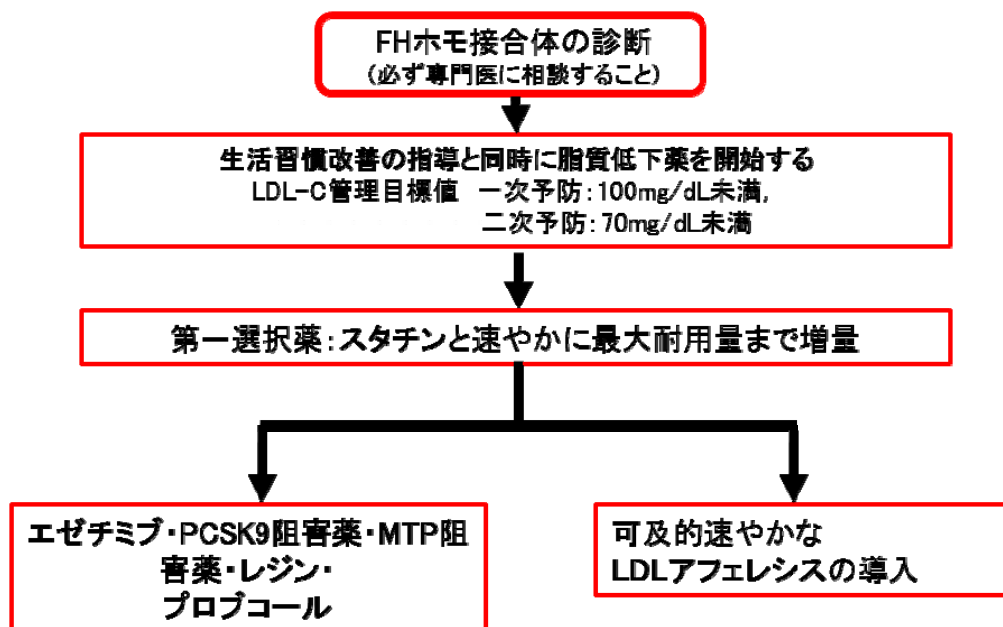 FHホモ接合体の診断
(必ず専門医に相談すること)
生活習慣改善の指導と同時に脂質低下薬を開始する
LDL-C管理目標値 一次予防：100mg/dL未満,
二次予防：70mg/dL未満
第一選択薬：スタチンと速やかに最大耐用量まで増量
エゼチミブ・PCSK9阻害薬・MTP阻
害薬・レジン・
プロブコール
可及的速やかな
LDLアフェレシスの導入